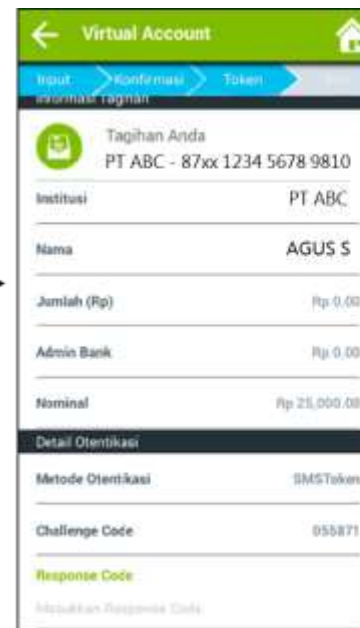 Virtual Account
Input Konfirmasi Token
Informasi Tagihan
Tagihan Anda
PT ABC - 87xx 1234 5678 9810
Institusi PT ABC
Nama AGUS S
Jumlah (Rp) Rp 0.00
Admin Bank Rp 0.00
Nominal Rp 25,000.00
Detail Otentikasi
Metode Otentikasi SMSToken
Challenge Code 055871
Response Code
Masukkan Response Code